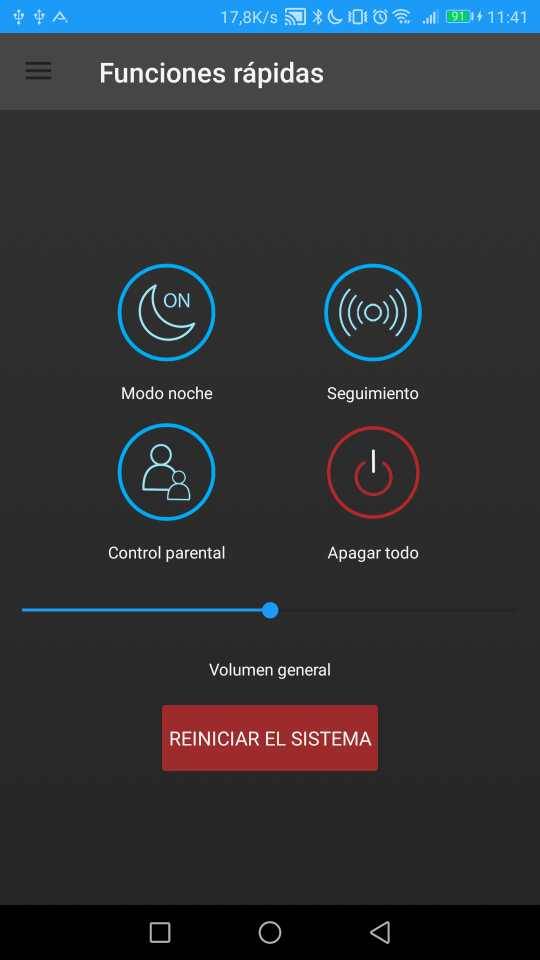 17,8K/s 91 11:41
Funciones rápidas
ON
Modo noche Seguimiento
Control parental Apagar todo
Volumen general
REINICIAR EL SISTEMA